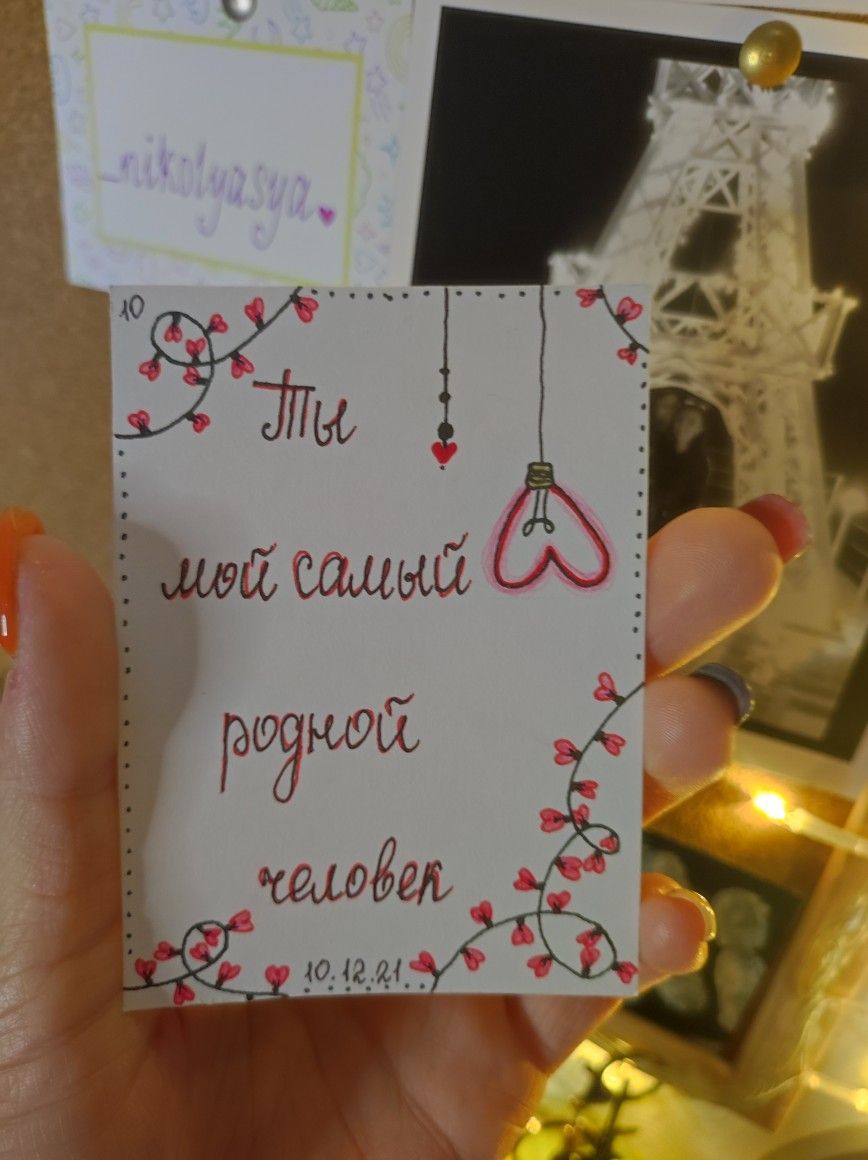 _nikolyasya
10
Ты
мой самый
родной
человек
10.12.21